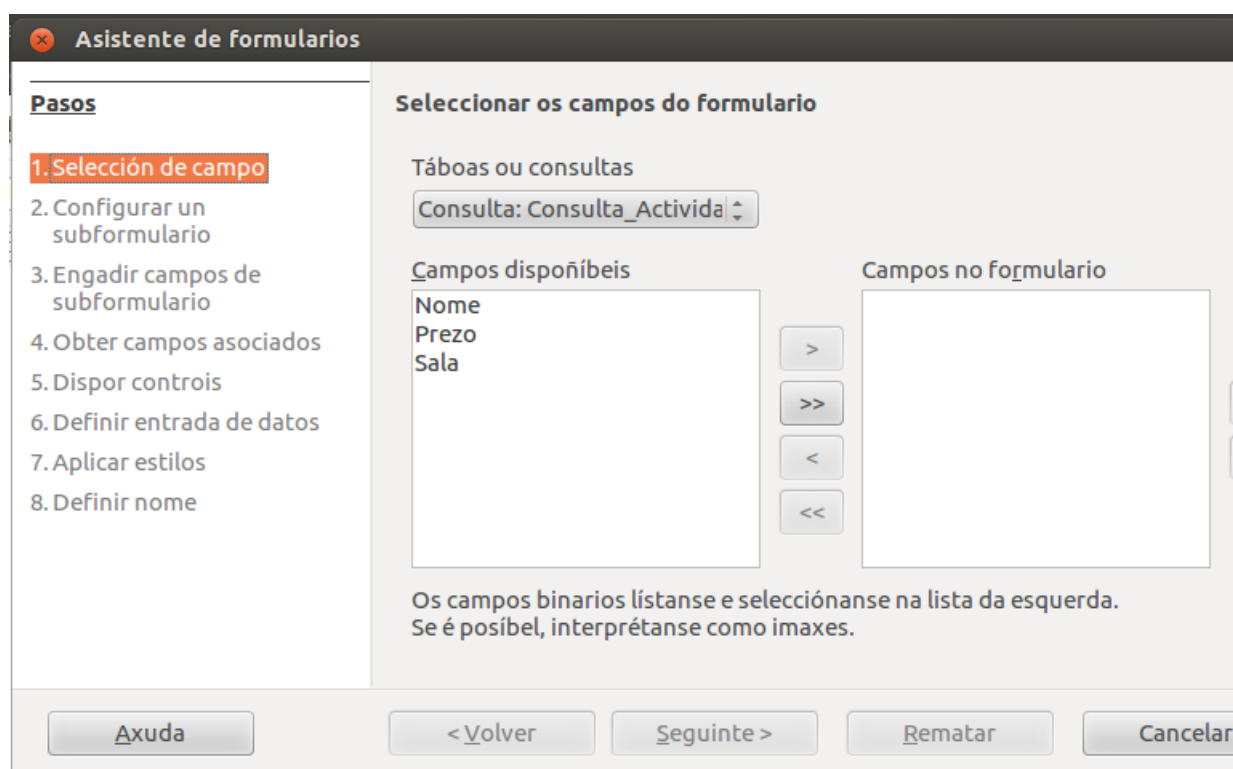 Asistente de formularios
Pasos
1. Selección de campo
2. Configurar un
subformulario
3. Engadir campos de
subformulario
4. Obter campos asociados
5. Dispor controis
6. Definir entrada de datos
7. Aplicar estilos
8. Definir nome
Seleccionar os campos do formulario
Táboas ou consultas
Consulta: Consulta_Activida
Campos dispoñíbeis
Campos no formulario
Nome
Prezo
Sala
>
>>
<
<<
Os campos binarios lístanse e selecciónanse na lista da esquerda.
Se é posíbel, interprétanse como imaxes.
Axuda
< Volver
Seguinte >
Rematar
Cancelar